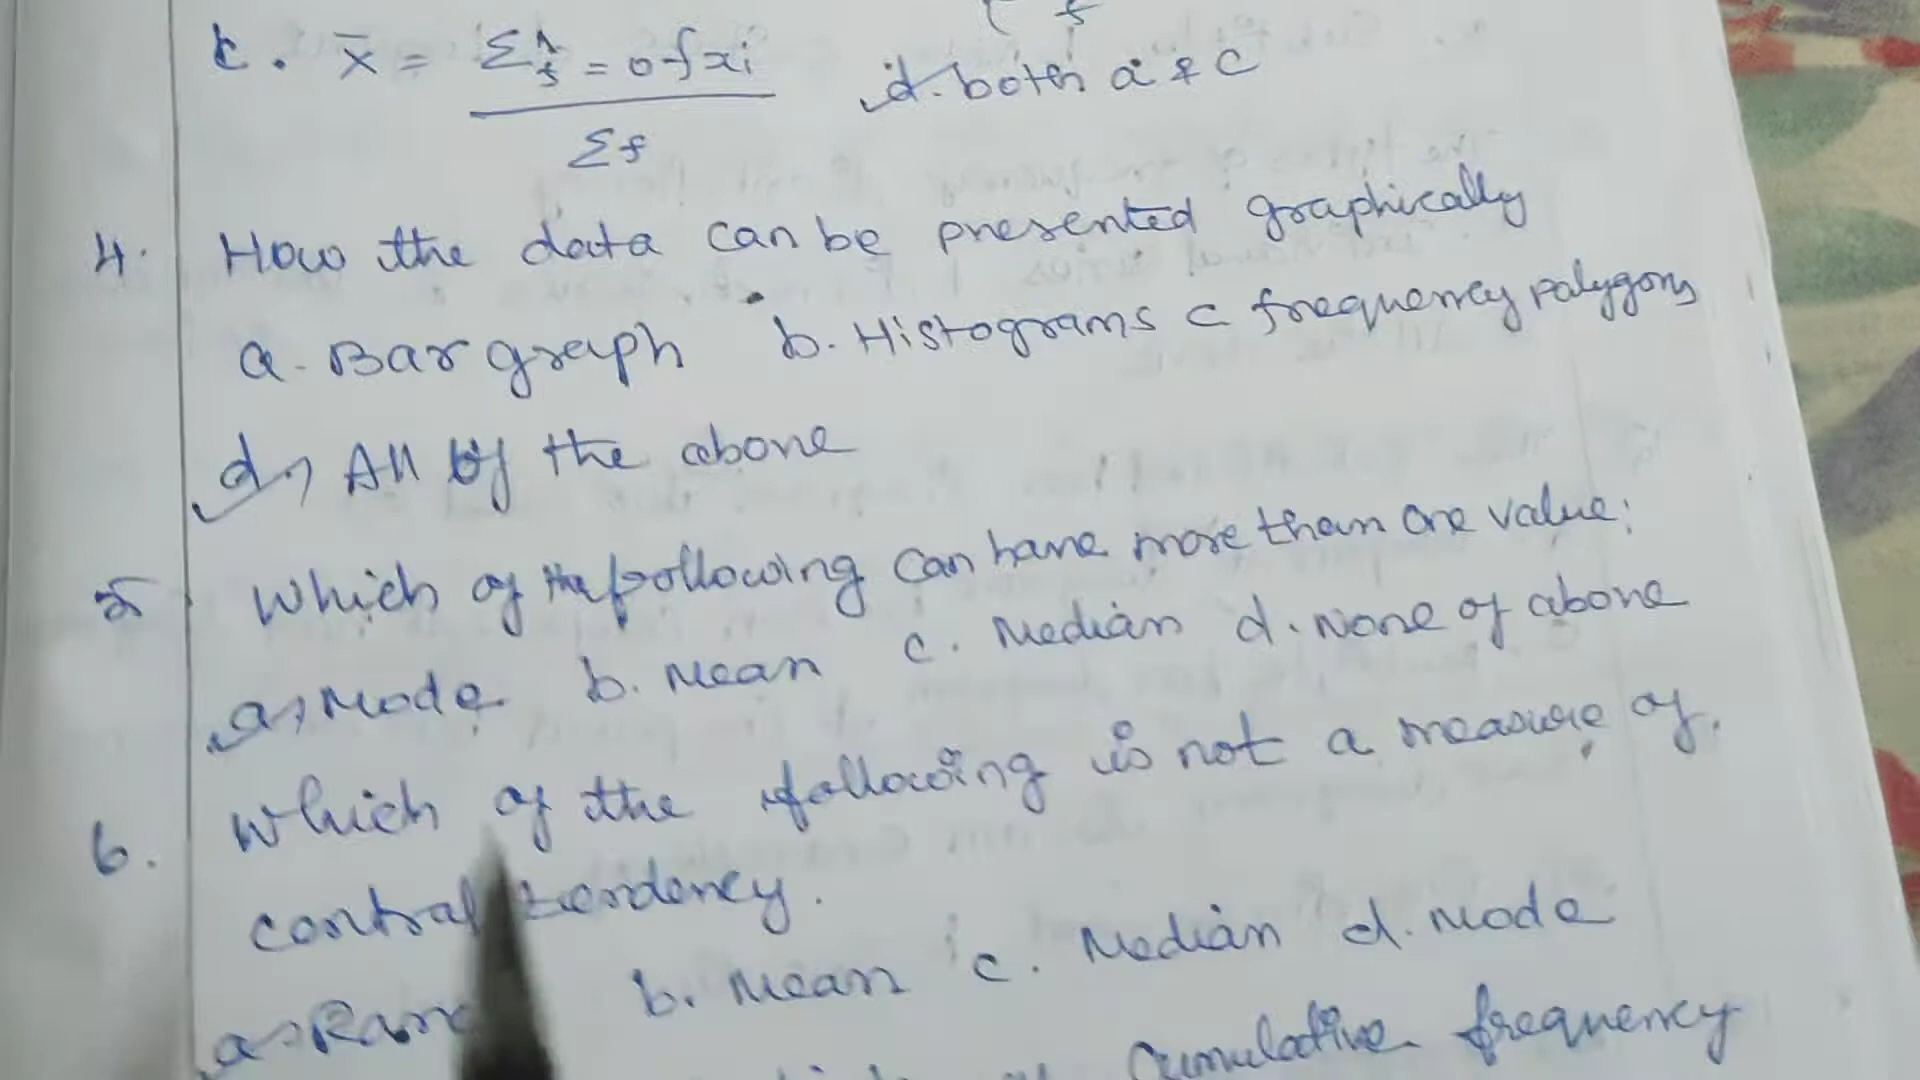 c. x̄ = Σ = 0 f xi d. both a & c
Σf
4. How the data can be presented graphically
a. Bar graph b. Histograms c frequency polygons
d, All of the above
5 Which of the following can have more than one value:
a, Mode b. Mean c. Median d. None of above
6. Which of the following is not a measure of.
central tendency.
a, b. Mean c. Median d. Mode
Cumulative frequency